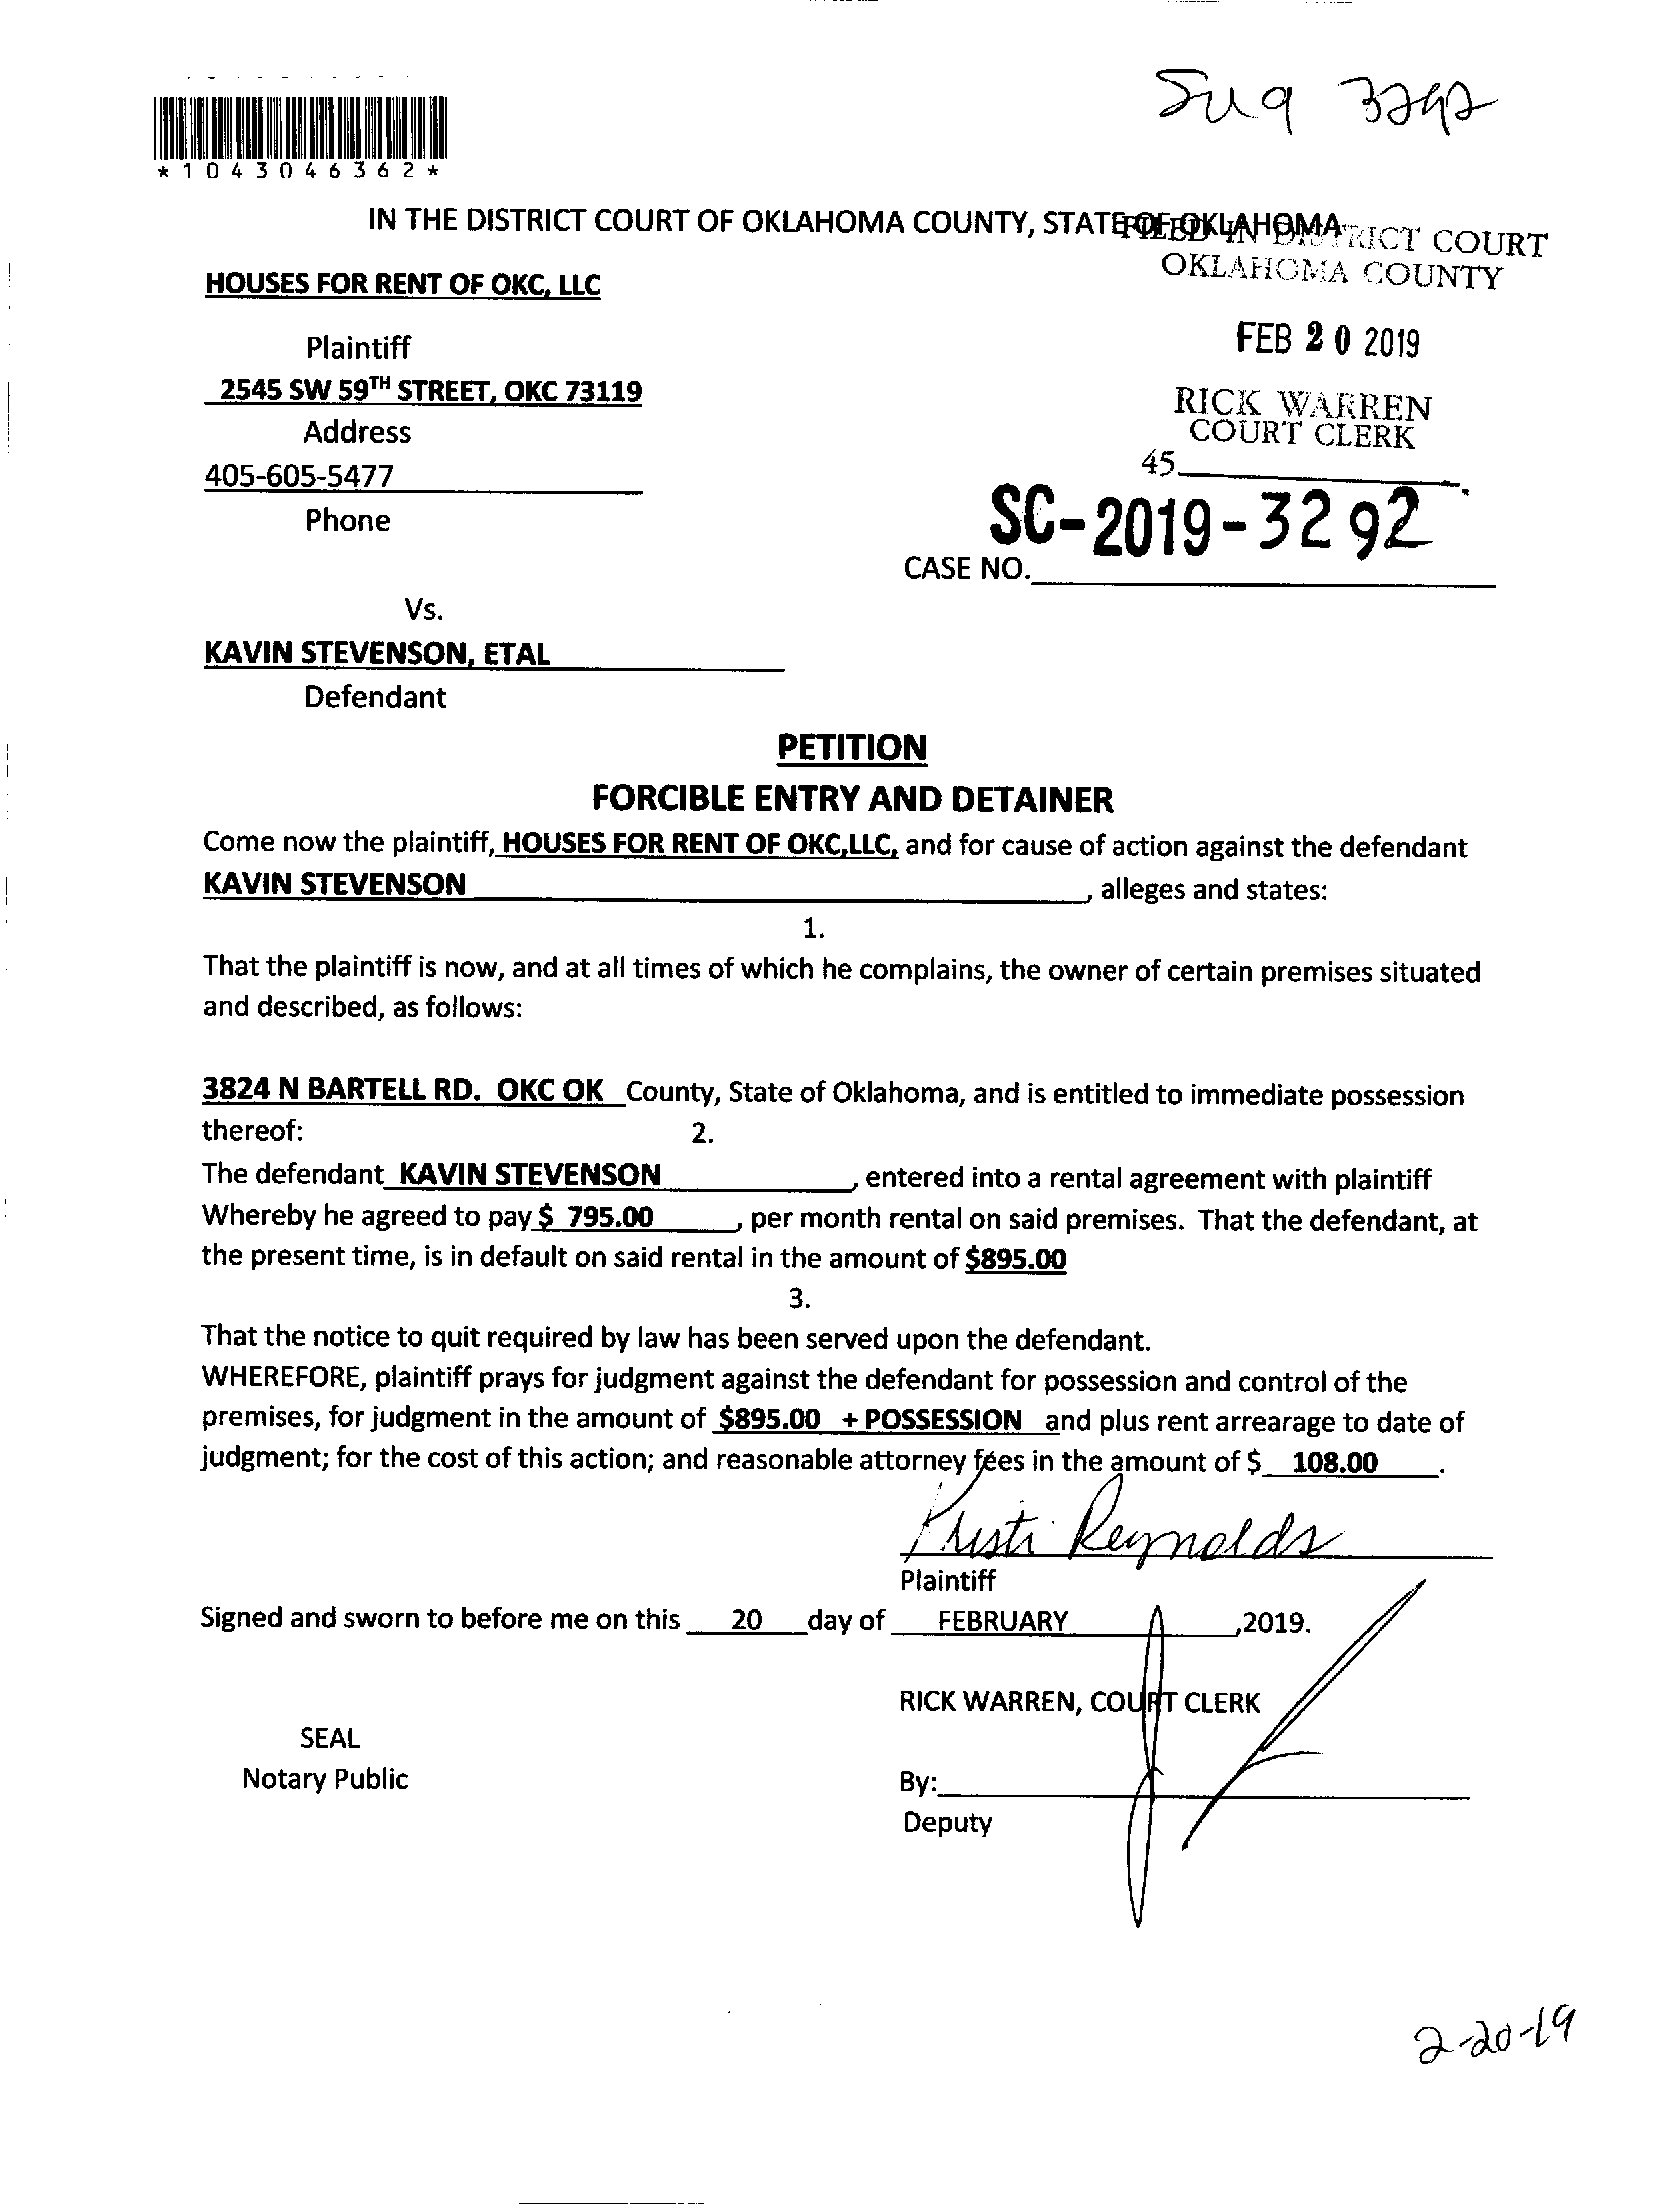 Sug 3292
*1043046362*
IN THE DISTRICT COURT OF OKLAHOMA COUNTY, STATE OF OKLAHOMA
FILED IN DISTRICT COURT
OKLAHOMA COUNTY
HOUSES FOR RENT OF OKC, LLC
FEB 20 2019
Plaintiff
2545 SW 59TH STREET, OKC 73119
RICK WARREN
COURT CLERK
Address
45
405-605-5477
Phone
SC-2019-3292
CASE NO.
Vs.
KAVIN STEVENSON, ETAL
Defendant
PETITION
FORCIBLE ENTRY AND DETAINER
Come now the plaintiff, HOUSES FOR RENT OF OKC,LLC, and for cause of action against the defendant
KAVIN STEVENSON, alleges and states:
1.
That the plaintiff is now, and at all times of which he complains, the owner of certain premises situated
and described, as follows:
3824 N BARTELL RD. OKC OK County, State of Oklahoma, and is entitled to immediate possession
thereof: 2.
The defendant KAVIN STEVENSON, entered into a rental agreement with plaintiff
Whereby he agreed to pay $ 795.00, per month rental on said premises. That the defendant, at
the present time, is in default on said rental in the amount of $895.00
3.
That the notice to quit required by law has been served upon the defendant.
WHEREFORE, plaintiff prays for judgment against the defendant for possession and control of the
premises, for judgment in the amount of $895.00 + POSSESSION and plus rent arrearage to date of
judgment; for the cost of this action; and reasonable attorney fees in the amount of $ 108.00.
Kristi Reynolds
Plaintiff
Signed and sworn to before me on this 20 day of FEBRUARY ,2019.
RICK WARREN, COURT CLERK
SEAL
Notary Public
By:
Deputy
2-20-19